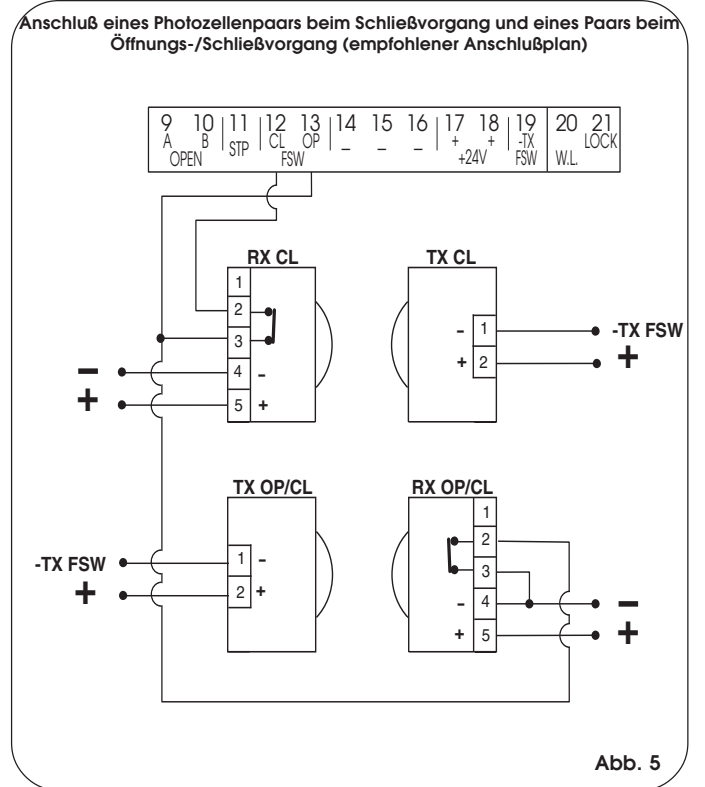 Anschluß eines Photozellenpaars beim Schließvorgang und eines Paars beim
Öffnungs-/Schließvorgang (empfohlener Anschlußplan)
9 10 11 12 13 14 15 16 17 18 19 20 21
A B STP CL OP – – – + + -TX LOCK
OPEN FSW +24V FSW W.L.
RX CL TX CL
1
2
3
– 4 -
+ 5 +
- 1 -TX FSW
+ 2 +
TX OP/CL RX OP/CL
-TX FSW 1 -
+ 2 +
1
2
3
- 4 –
+ 5 +
Abb. 5